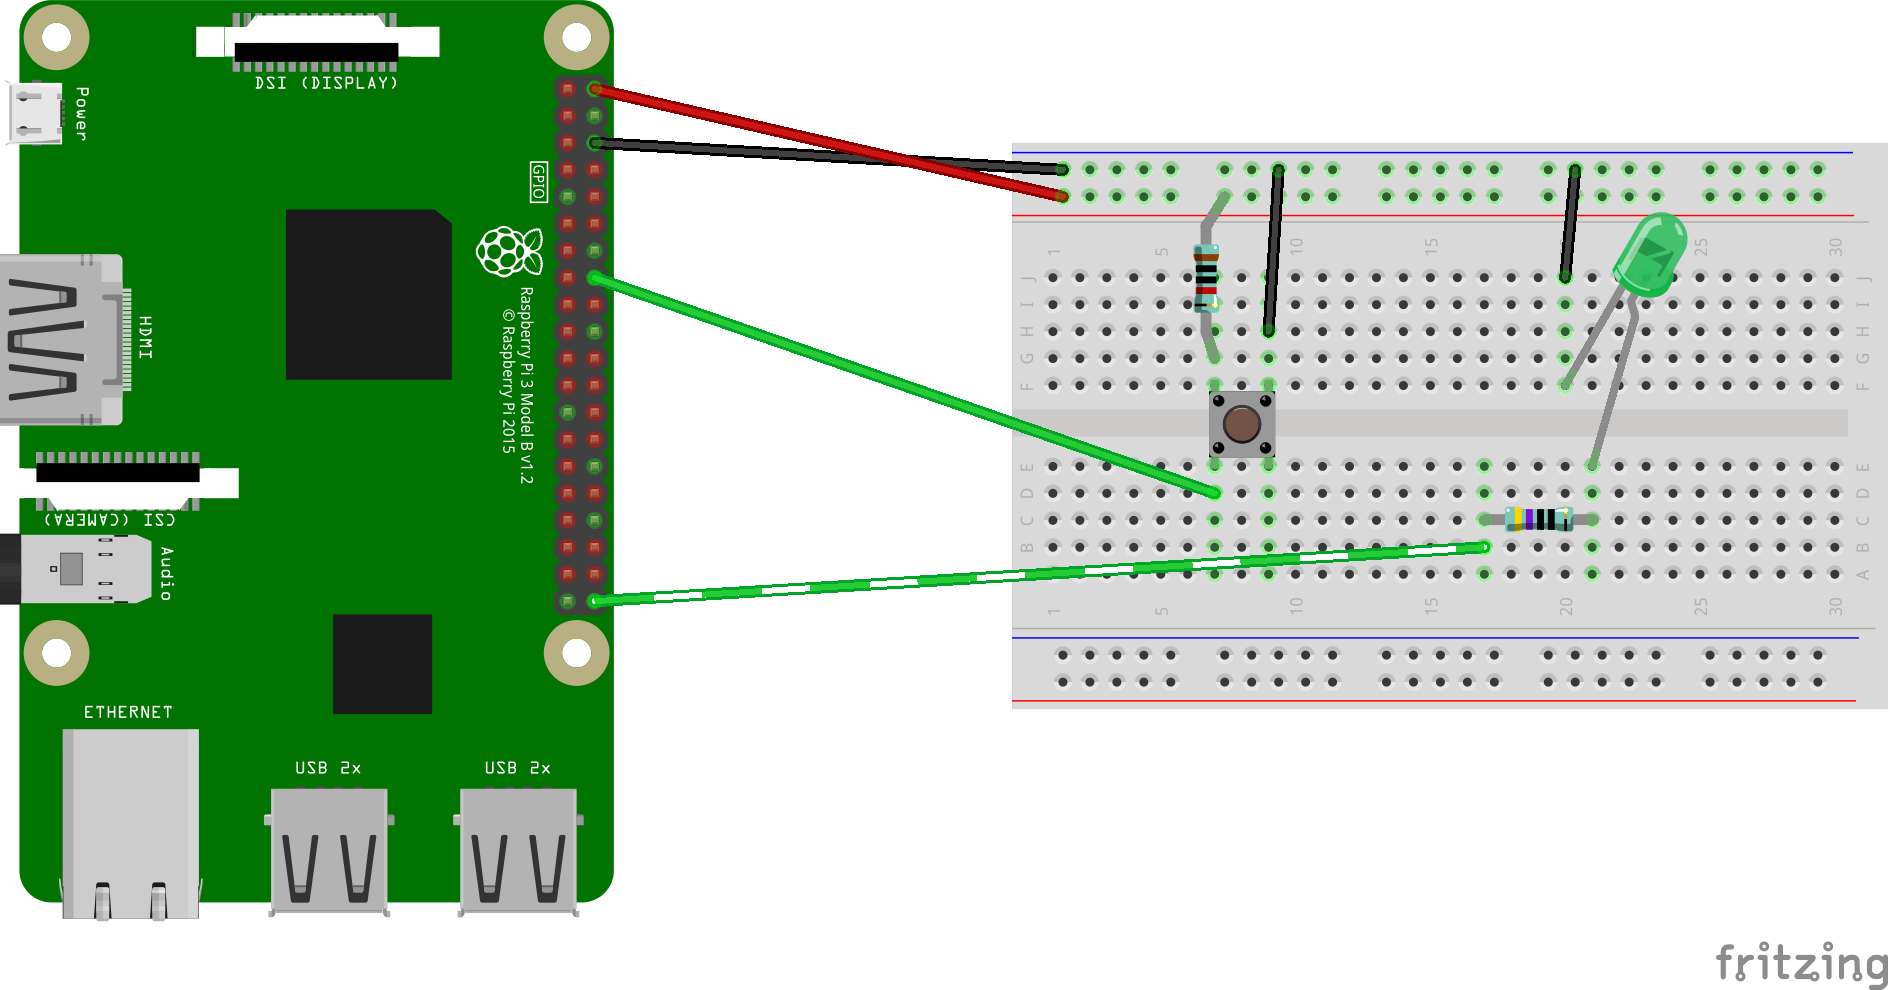 DSI (DISPLAY)
Power
GPIO
HDMI
Raspberry Pi 3 Model B v1.2
© Raspberry Pi 2015
CSI (CAMERA)
Audio
ETHERNET
USB 2x
USB 2x
1 5 10 15 20 25 30
J J
I I
H H
G G
F F
E E
D D
C C
B B
A A
1 5 10 15 20 25 30
fritzing